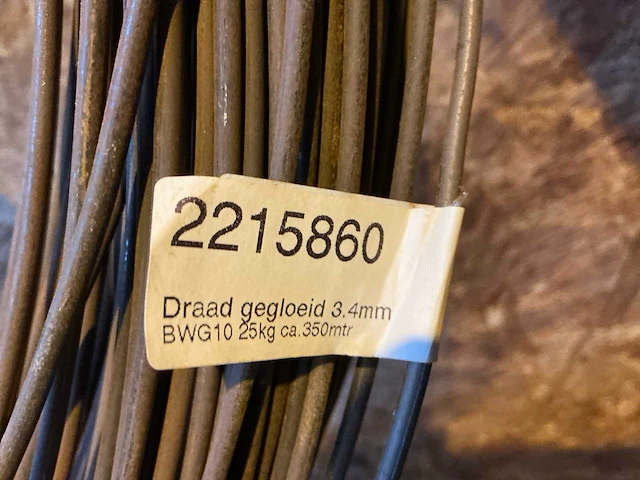 2215860
Draad gegloeid 3.4mm
BWG10 25kg ca.350mtr